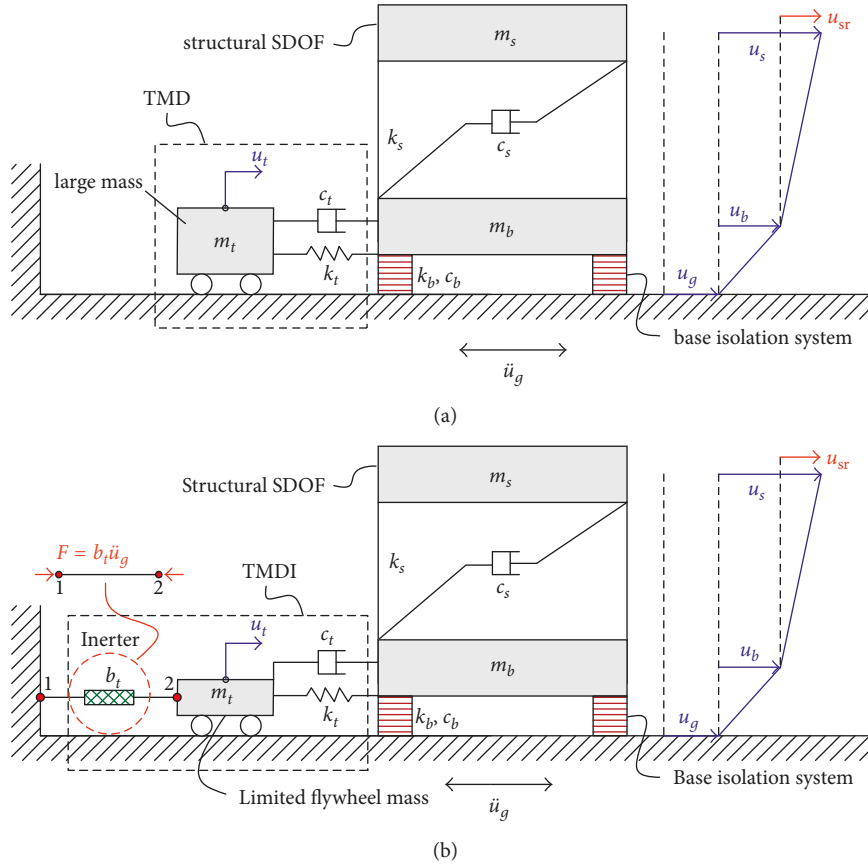 structural SDOF
m_s
u_sr
u_s
TMD
k_s
c_s
u_t
large mass
c_t
m_t
m_b
u_b
k_t
k_b, c_b
u_g
base isolation system
ü_g
(a)
Structural SDOF
m_s
u_sr
u_s
F = b_t ü_g
1
2
k_s
c_s
TMDI
Inerter
u_t
c_t
b_t
1
2
m_t
m_b
u_b
k_t
k_b, c_b
u_g
Limited flywheel mass
ü_g
Base isolation system
(b)